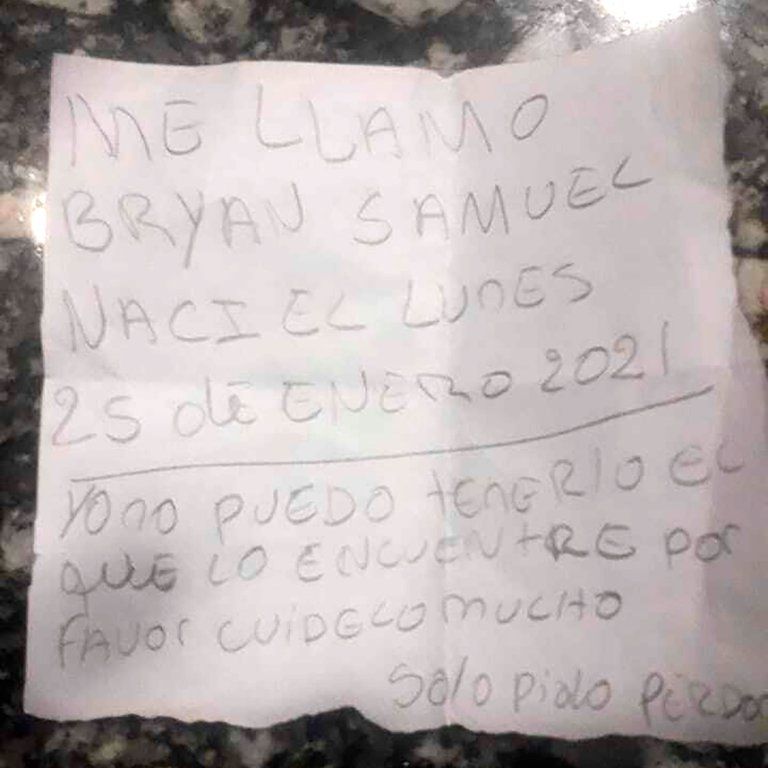 ME LLAMO
BRYAN SAMUEL
NACI EL LUNES
25 de ENERO 2021
YO no PUEDO tENERlO EL
QUE LO ENCUENtRE por
FAVOr CUIDELO mUCHO
Solo pido PERDO